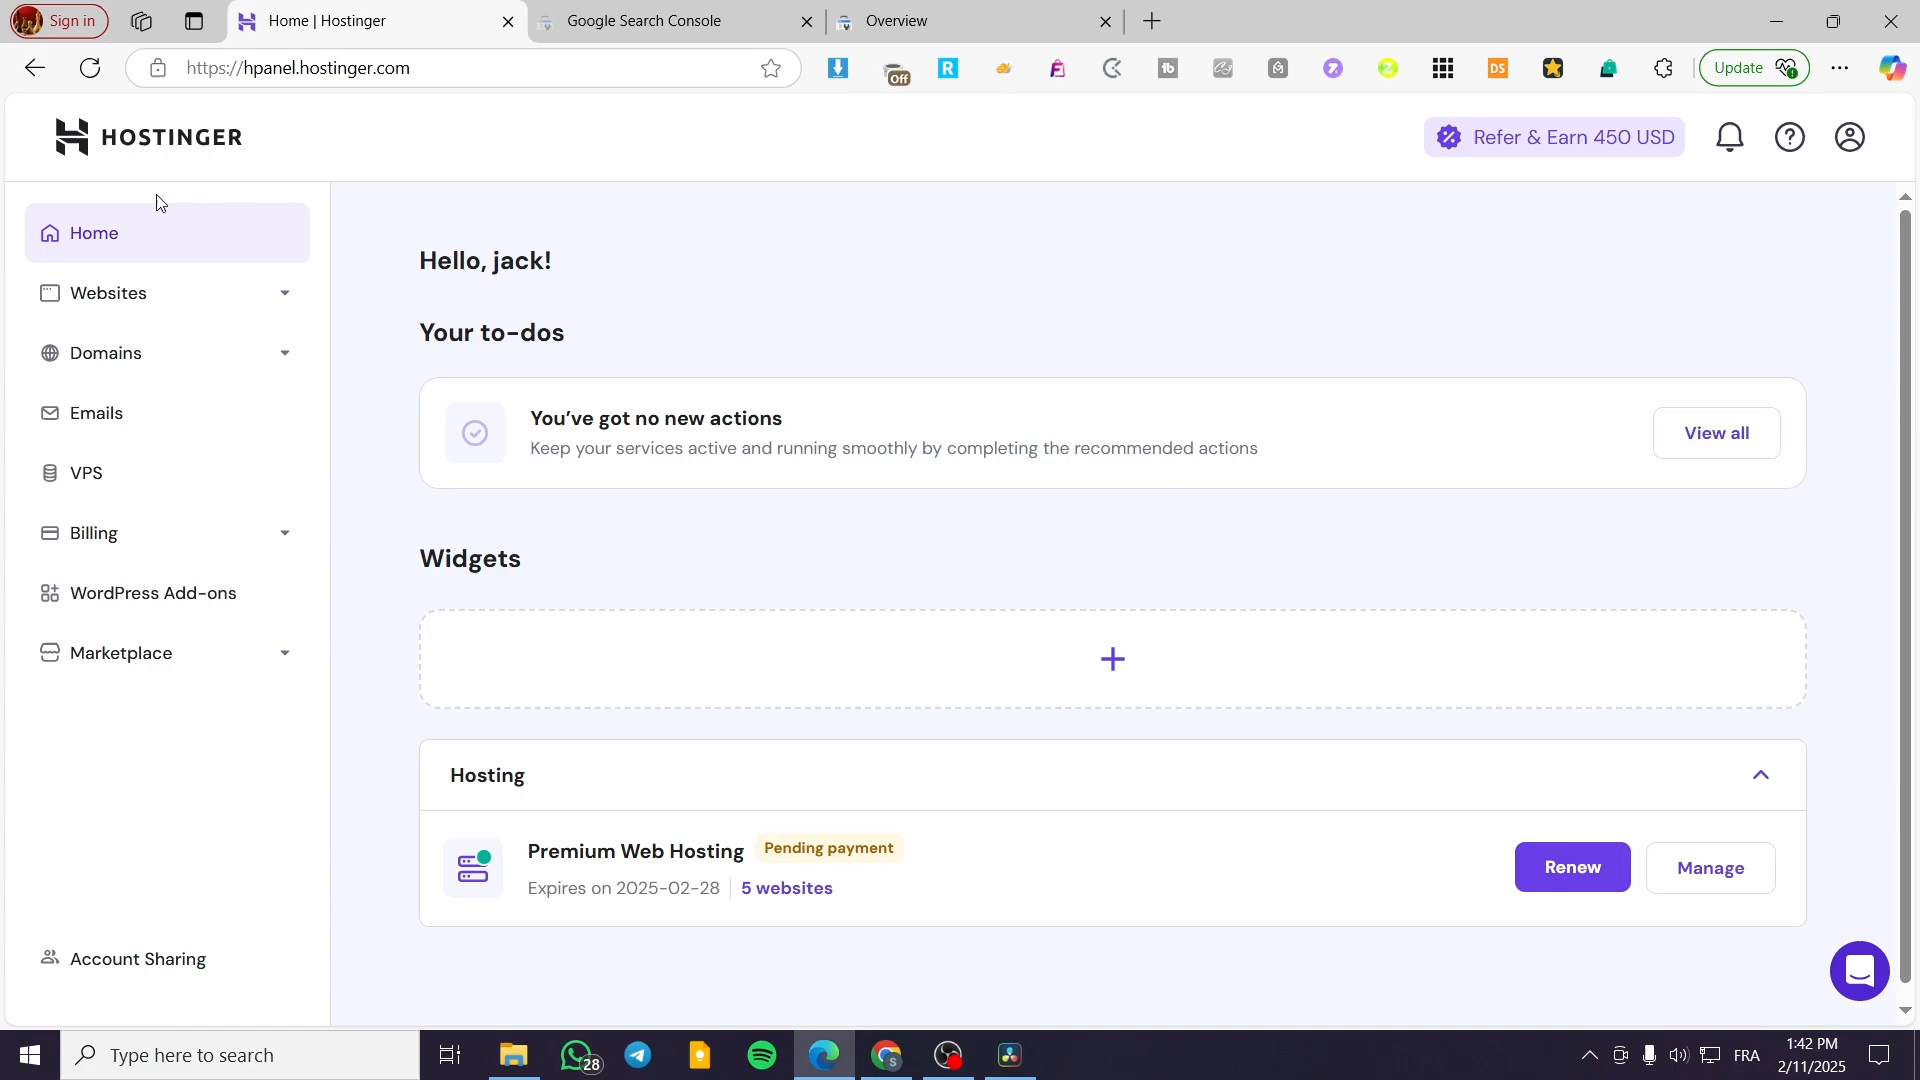 Sign in
Home | Hostinger
Google Search Console
Overview
https://hpanel.hostinger.com
Off
R
tb
DS
Update
HOSTINGER
Refer & Earn 450 USD
Home
Websites
Domains
Emails
VPS
Billing
WordPress Add-ons
Marketplace
Account Sharing
Hello, jack!
Your to-dos
You've got no new actions
Keep your services active and running smoothly by completing the recommended actions
View all
Widgets
Hosting
Premium Web Hosting
Pending payment
Expires on 2025-02-28
5 websites
Renew
Manage
Type here to search
28
S
FRA
1:42 PM
2/11/2025